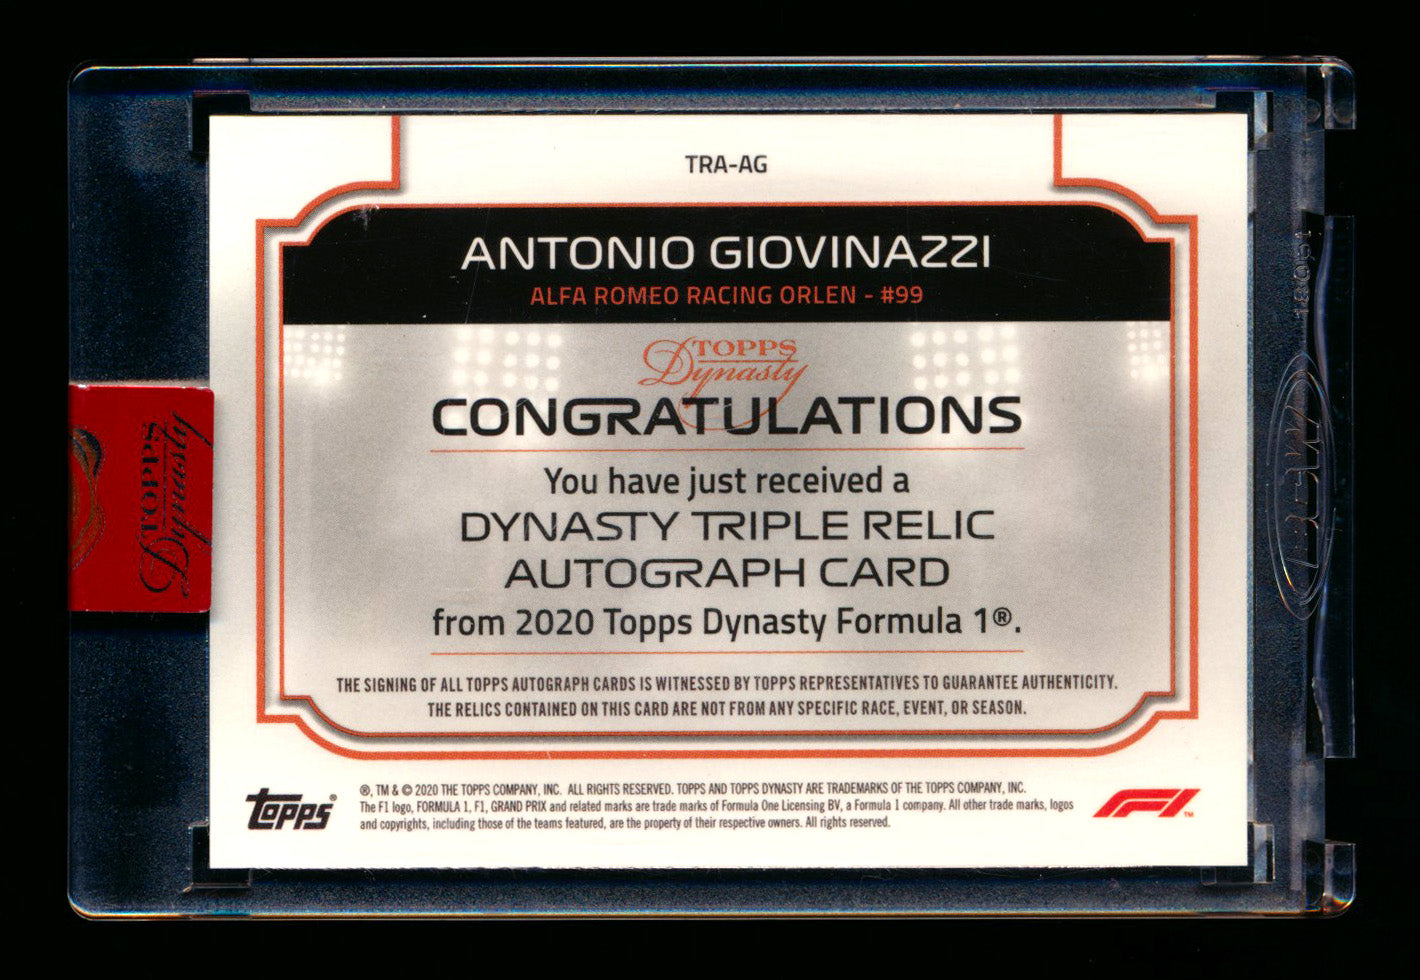 TRA-AG
ANTONIO GIOVINAZZI
ALFA ROMEO RACING ORLEN - #99
TOPPS
Dynasty
CONGRATULATIONS
You have just received a
DYNASTY TRIPLE RELIC
AUTOGRAPH CARD
from 2020 Topps Dynasty Formula 1®.
THE SIGNING OF ALL TOPPS AUTOGRAPH CARDS IS WITNESSED BY TOPPS REPRESENTATIVES TO GUARANTEE AUTHENTICITY.
THE RELICS CONTAINED ON THIS CARD ARE NOT FROM ANY SPECIFIC RACE, EVENT, OR SEASON.
TOPPS
Dynasty
topps®
®, TM & © 2020 THE TOPPS COMPANY, INC. ALL RIGHTS RESERVED. TOPPS AND TOPPS DYNASTY ARE TRADEMARKS OF THE TOPPS COMPANY, INC.
The F1 logo, FORMULA 1, F1, GRAND PRIX and related marks are trade marks of Formula One Licensing BV, a Formula 1 company. All other trade marks, logos
and copyrights, including those of the teams featured, are the property of their respective owners. All rights reserved.
F1™